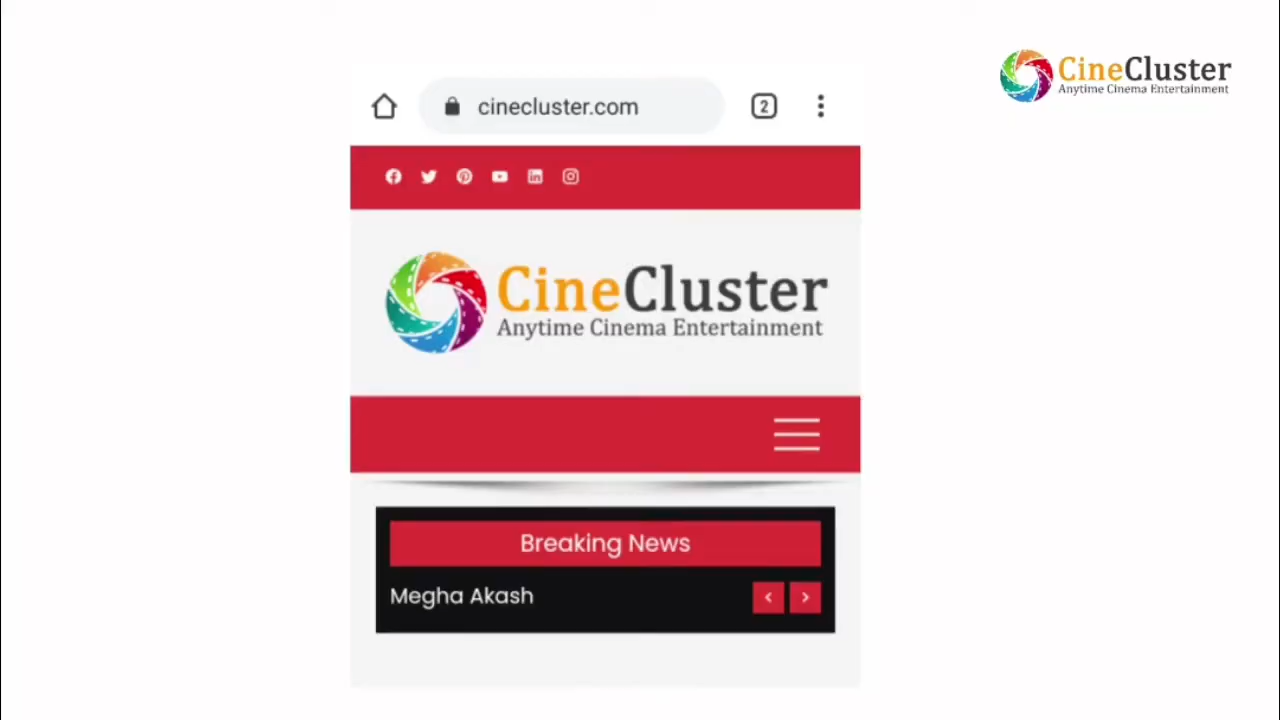 CineCluster
Anytime Cinema Entertainment
cinecluster.com
2
CineCluster
Anytime Cinema Entertainment
Breaking News
Megha Akash